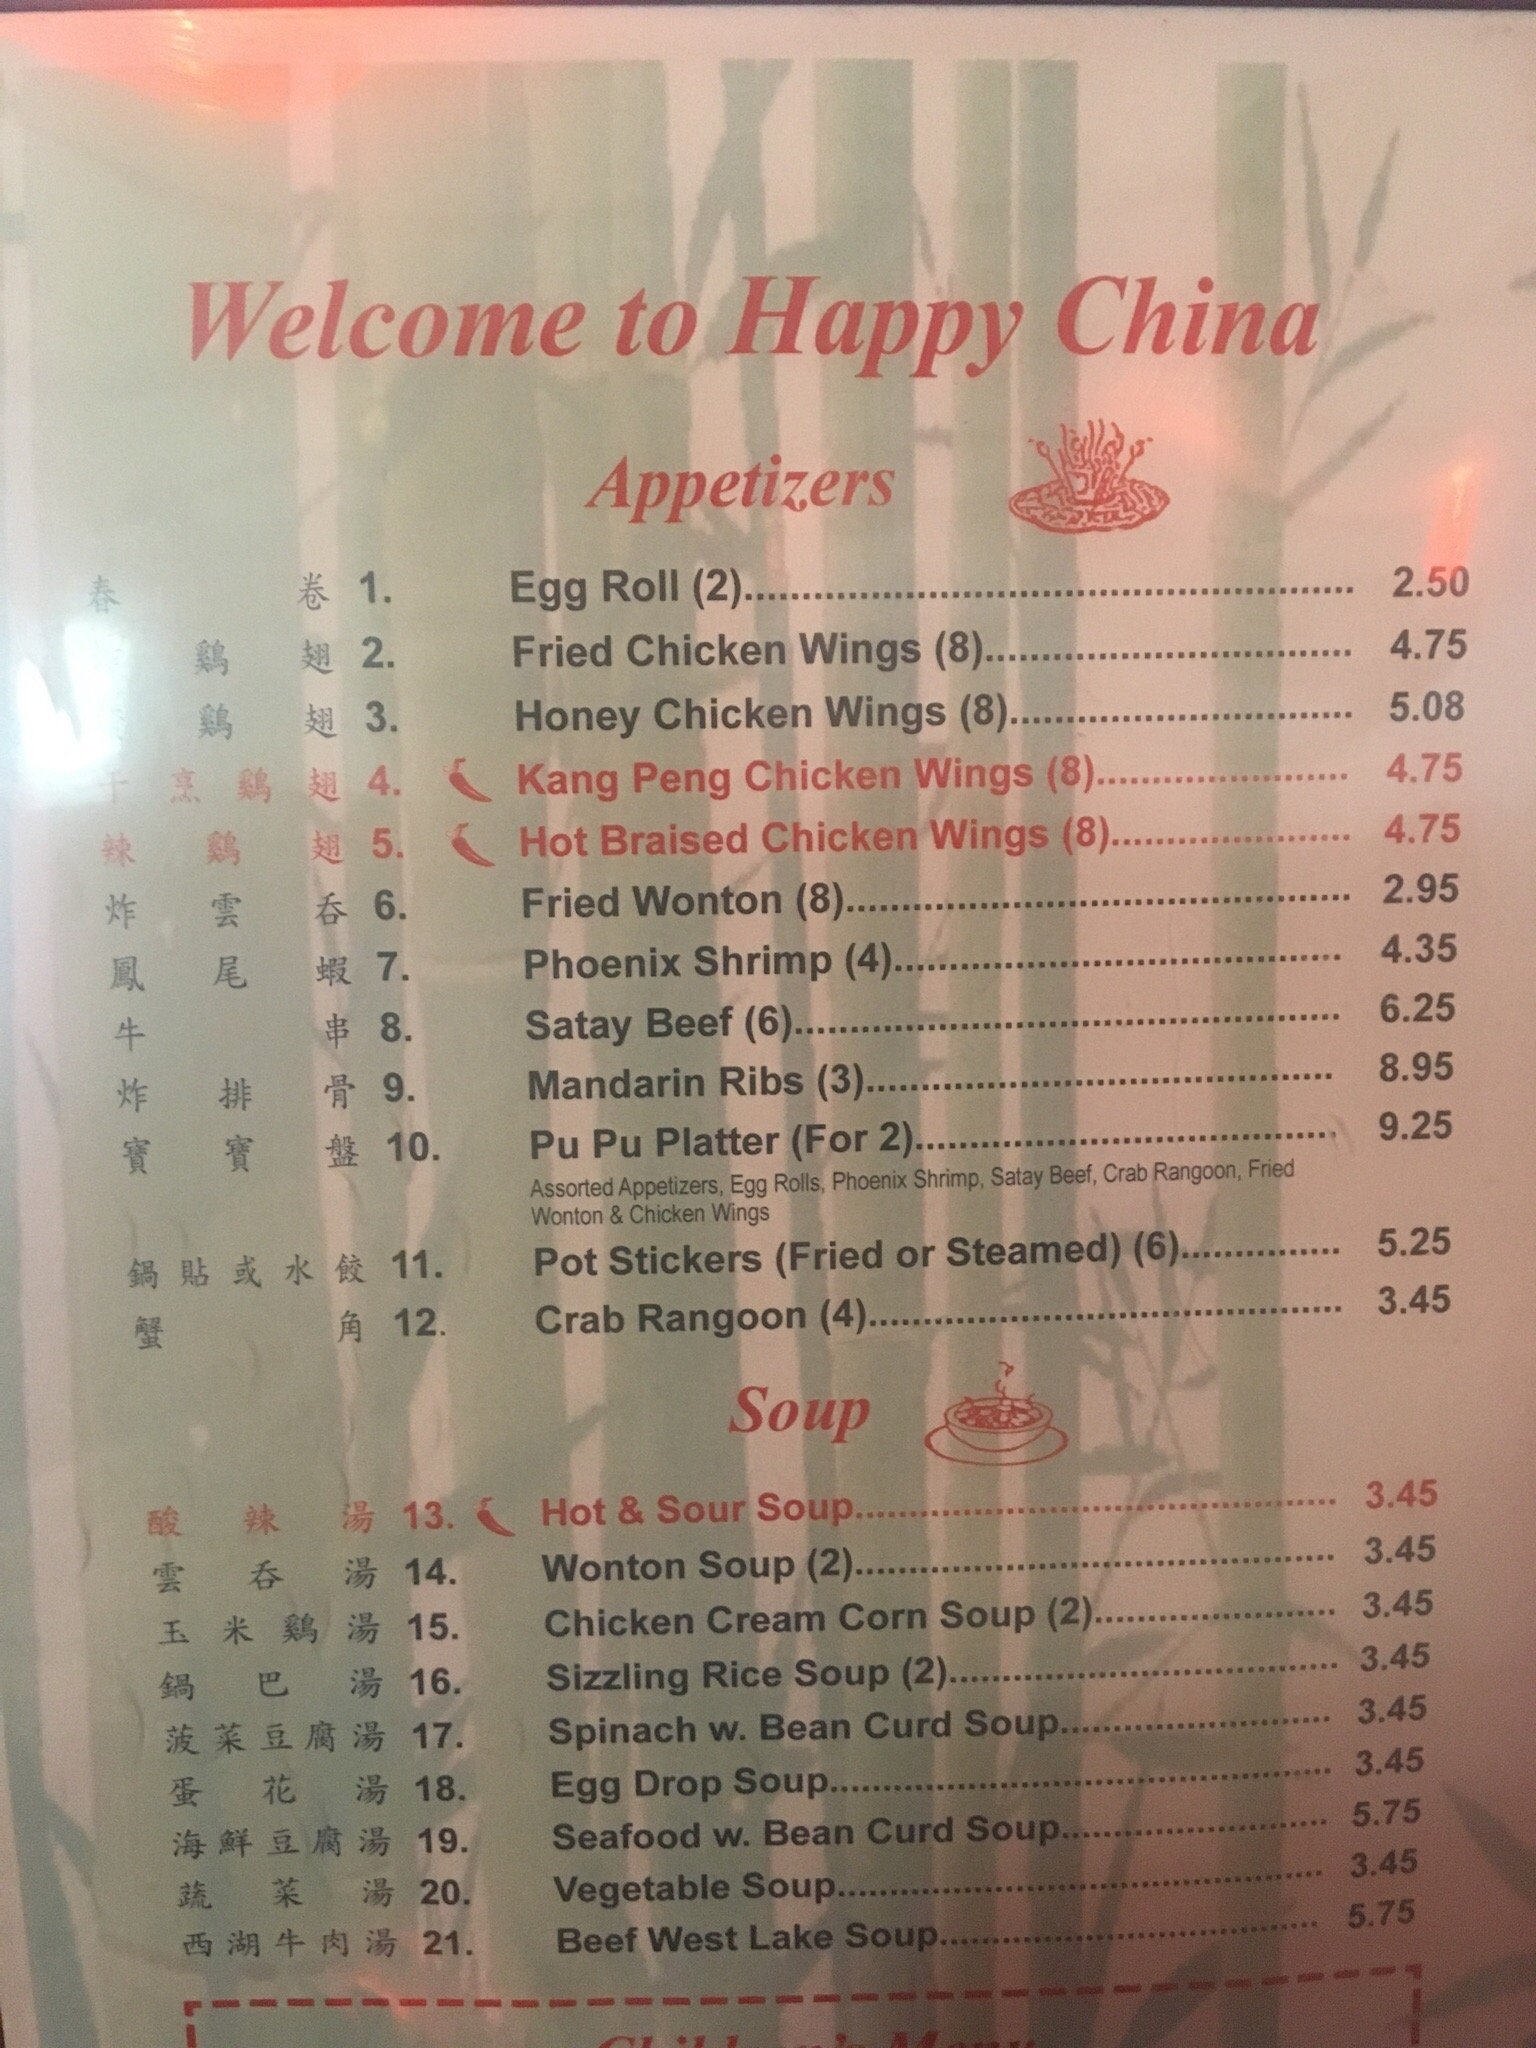 Welcome to Happy China
Appetizers
春 卷 1. Egg Roll (2) 2.50
鷄 翅 2. Fried Chicken Wings (8) 4.75
鷄 翅 3. Honey Chicken Wings (8) 5.08
干 烹 鷄 翅 4. Kang Peng Chicken Wings (8) 4.75
辣 鷄 翅 5. Hot Braised Chicken Wings (8) 4.75
炸 雲 吞 6. Fried Wonton (8) 2.95
鳳 尾 蝦 7. Phoenix Shrimp (4) 4.35
牛 串 8. Satay Beef (6) 6.25
炸 排 骨 9. Mandarin Ribs (3) 8.95
寶 寶 盤 10. Pu Pu Platter (For 2) 9.25
Assorted Appetizers, Egg Rolls, Phoenix Shrimp, Satay Beef, Crab Rangoon, Fried
Wonton & Chicken Wings
鍋 貼 或 水 餃 11. Pot Stickers (Fried or Steamed) (6) 5.25
蟹 角 12. Crab Rangoon (4) 3.45
Soup
酸 辣 湯 13. Hot & Sour Soup 3.45
雲 吞 湯 14. Wonton Soup (2) 3.45
玉 米 鷄 湯 15. Chicken Cream Corn Soup (2) 3.45
鍋 巴 湯 16. Sizzling Rice Soup (2) 3.45
菠 菜 豆 腐 湯 17. Spinach w. Bean Curd Soup 3.45
蛋 花 湯 18. Egg Drop Soup 3.45
海 鮮 豆 腐 湯 19. Seafood w. Bean Curd Soup 5.75
蔬 菜 湯 20. Vegetable Soup 3.45
西 湖 牛 肉 湯 21. Beef West Lake Soup 5.75
Children's Menu